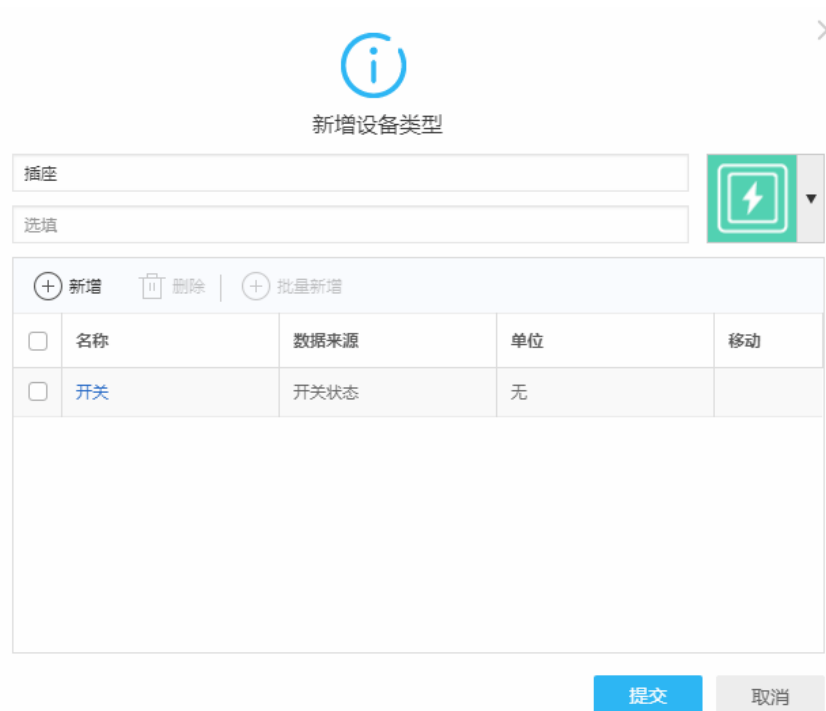 新增设备类型
插座
选填
新增 删除 批量新增
名称 数据来源 单位 移动
开关 开关状态 无
提交 取消